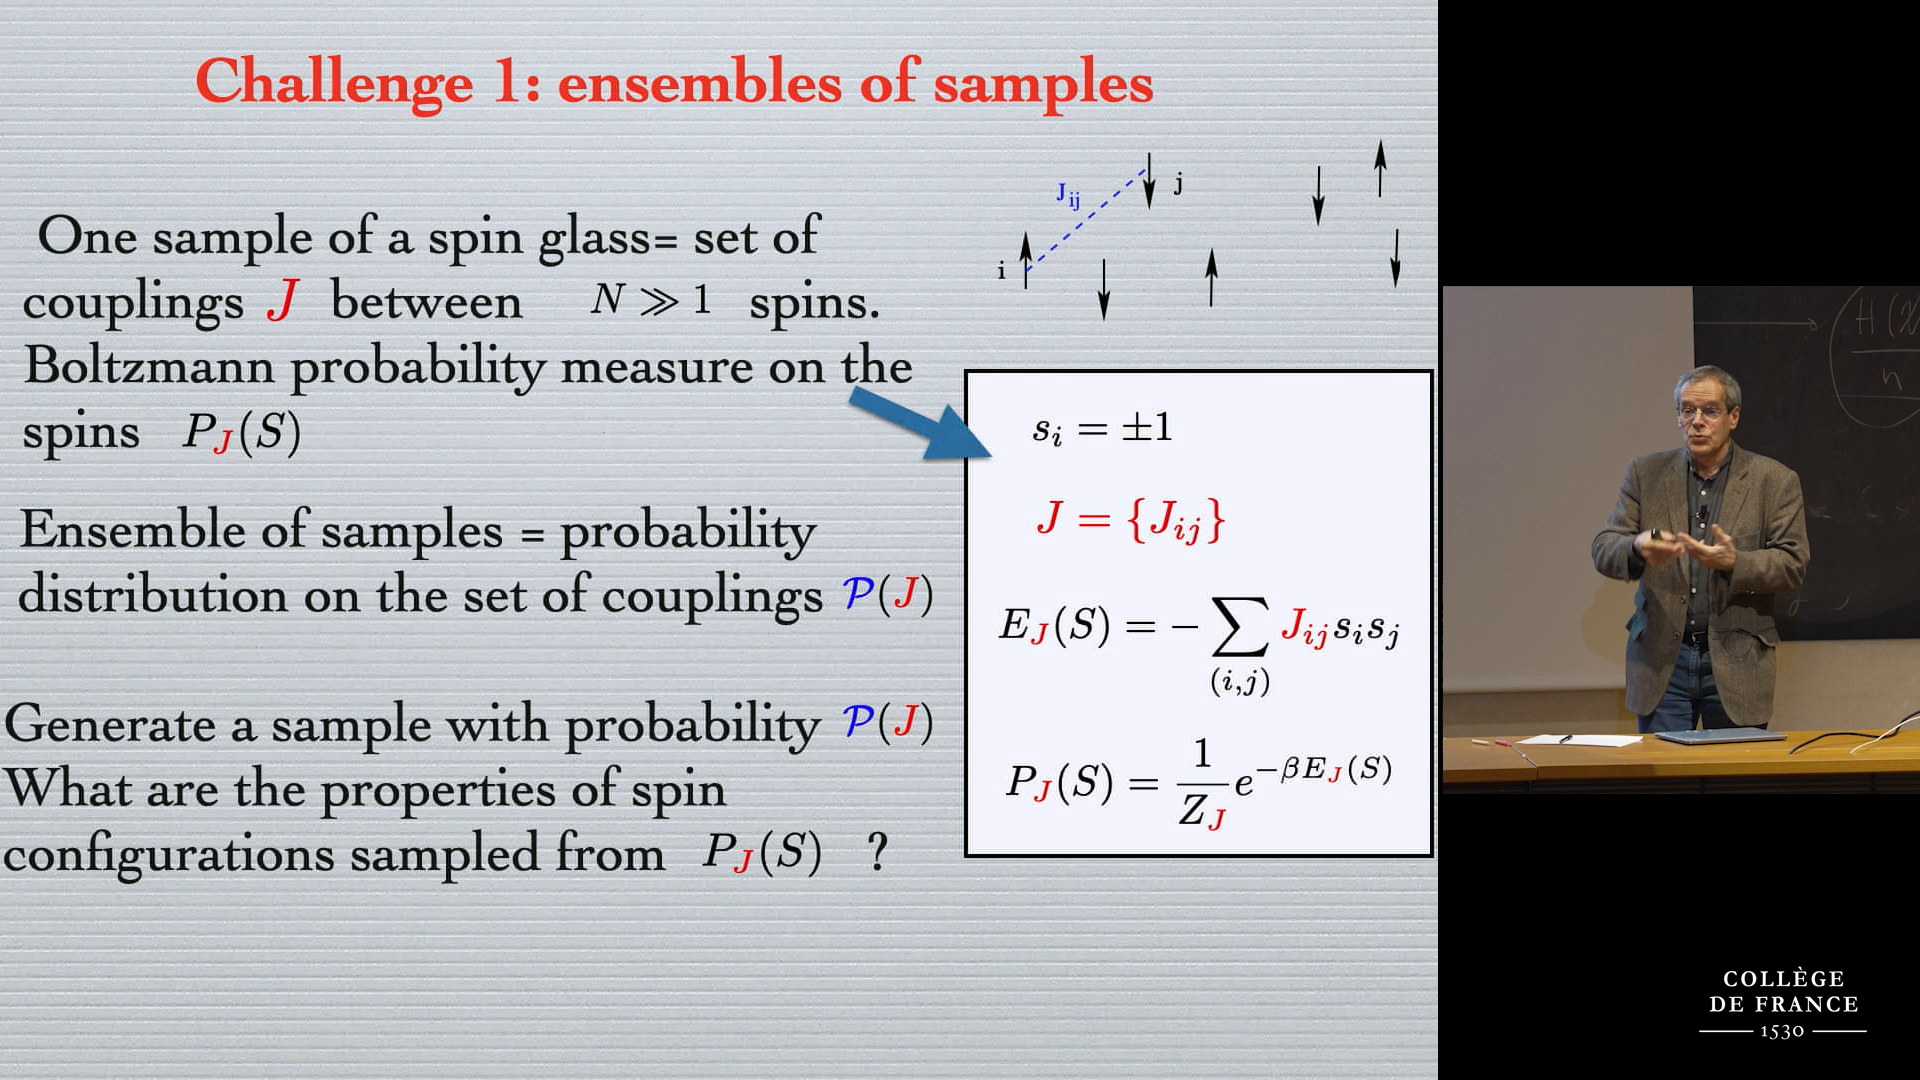 Challenge 1: ensembles of samples
One sample of a spin glass= set of
couplings J between N ≫ 1 spins.
Boltzmann probability measure on the
spins P_J(S)
Ensemble of samples = probability
distribution on the set of couplings 𝒫(J)
Generate a sample with probability 𝒫(J)
What are the properties of spin
configurations sampled from P_J(S) ?
J_ij
i
j
s_i = ±1
J = {J_ij}
E_J(S) = − ∑_(i,j) J_ij s_i s_j
P_J(S) = 1/Z_J e^{−βE_J(S)}
H(
n
COLLÈGE
DE FRANCE
1530